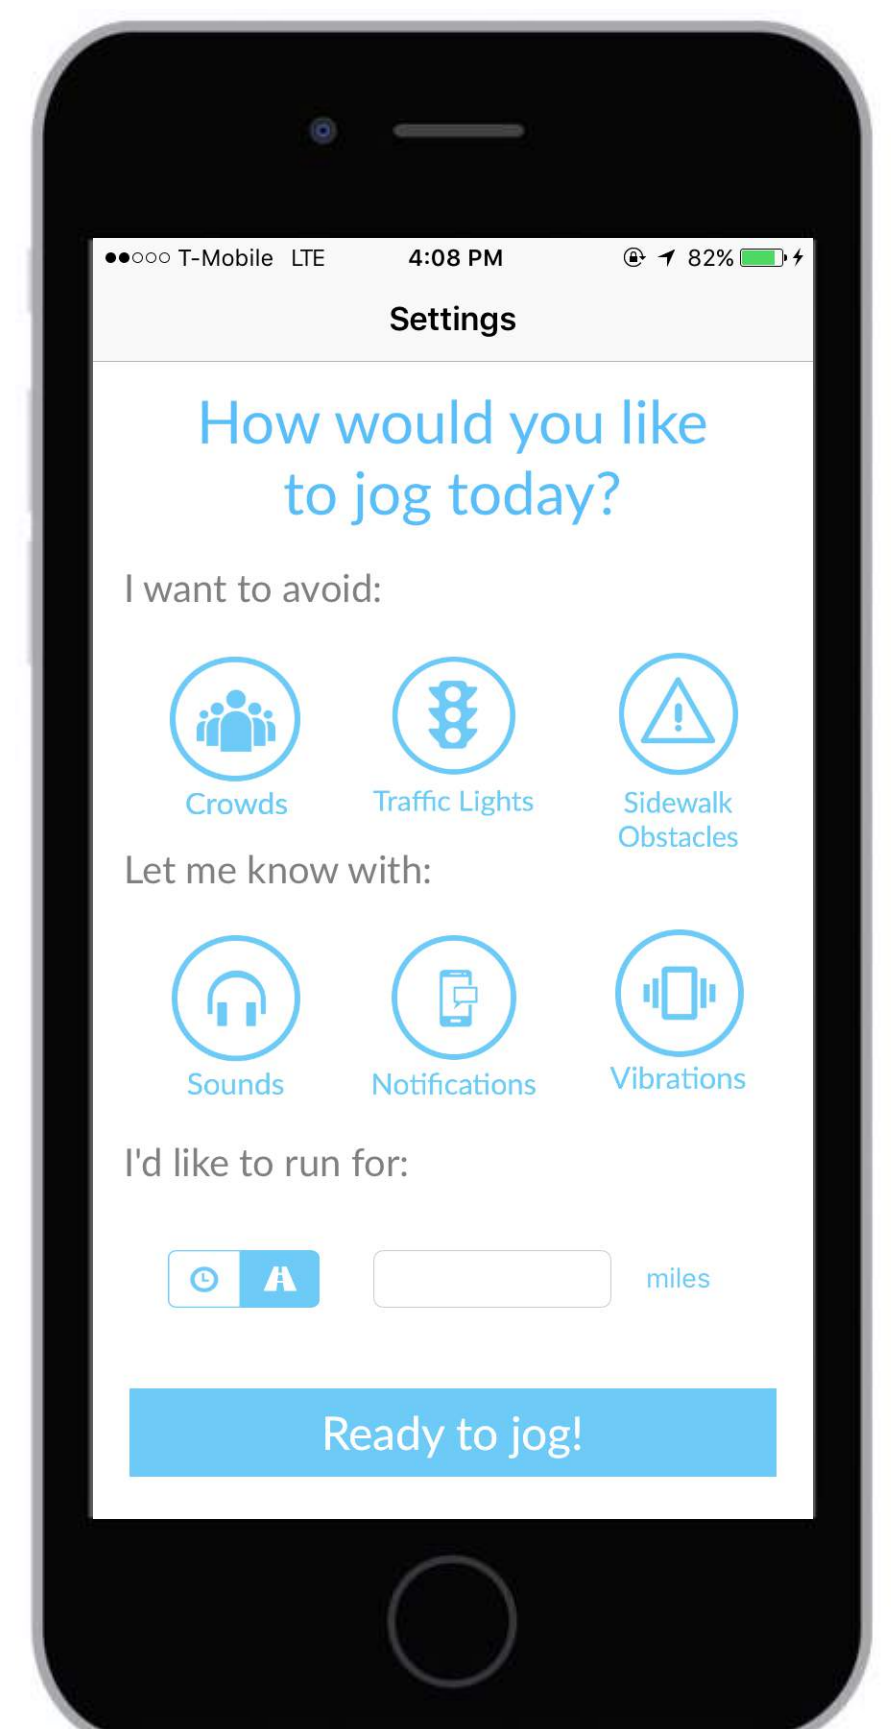 T-Mobile LTE 4:08 PM 82%
Settings
How would you like
to jog today?
I want to avoid:
Crowds Traffic Lights Sidewalk
Obstacles
Let me know with:
Sounds Notifications Vibrations
I'd like to run for:
miles
Ready to jog!